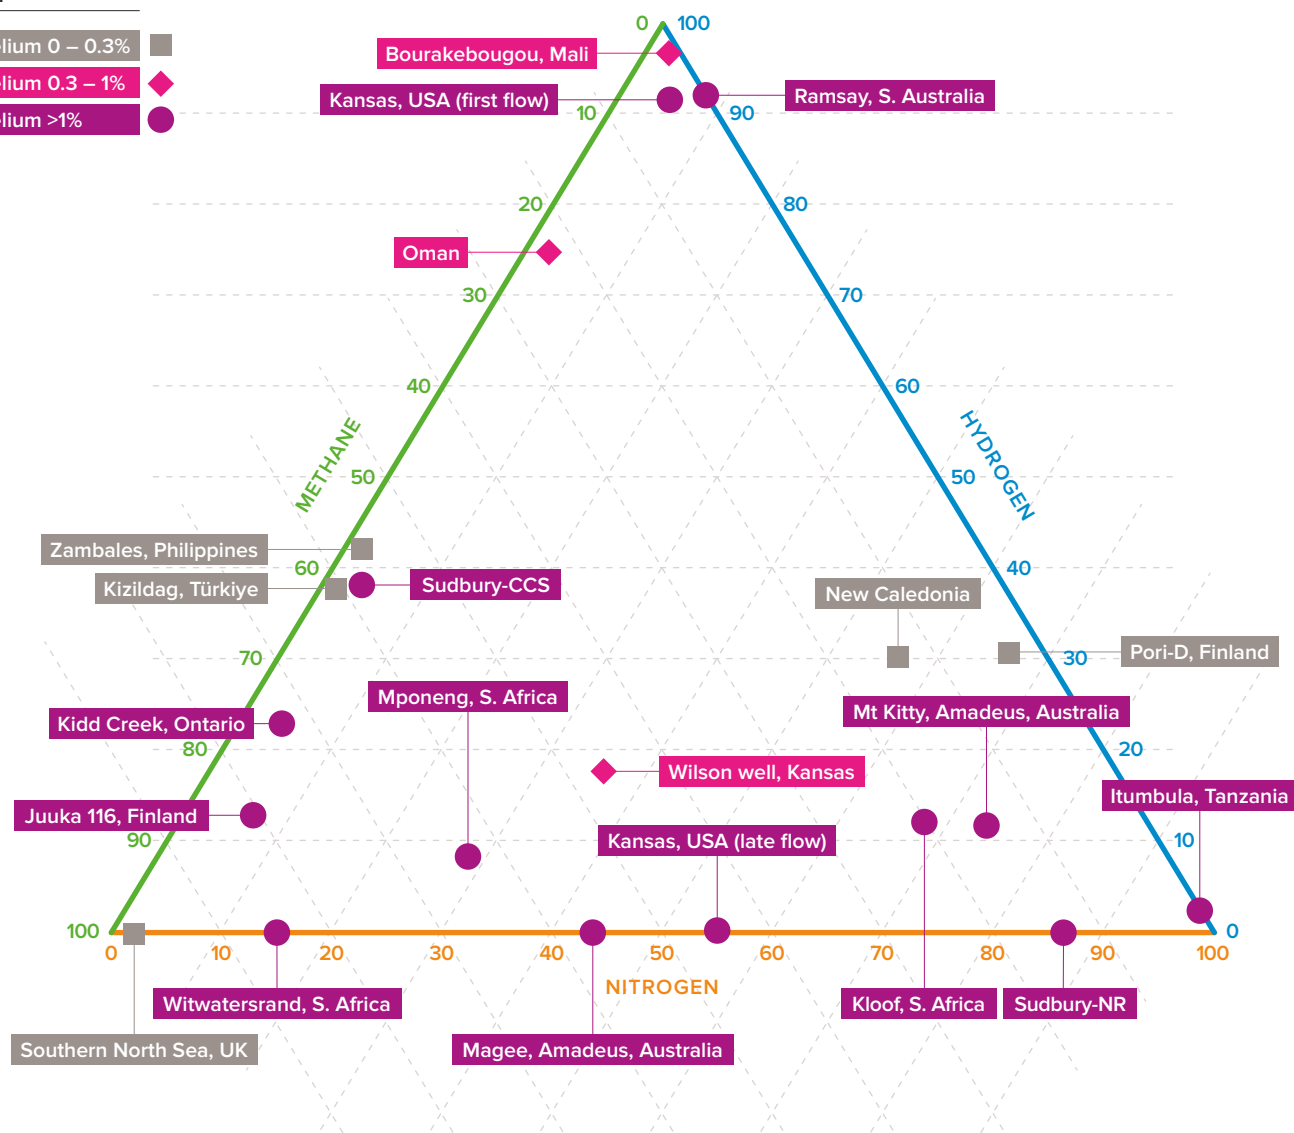 elium 0 – 0.3%
elium 0.3 – 1%
elium >1%
0 100
Bourakebougou, Mali
Kansas, USA (first flow)
Ramsay, S. Australia
10 90
20 80
Oman
30 70
40 60
METHANE
HYDROGEN
50 50
Zambales, Philippines
60 40
Kizildag, Türkiye
Sudbury-CCS
New Caledonia
70 30
Pori-D, Finland
Mponeng, S. Africa
Mt Kitty, Amadeus, Australia
Kidd Creek, Ontario
80 20
Wilson well, Kansas
Itumbula, Tanzania
Juuka 116, Finland
90 10
Kansas, USA (late flow)
100 0
0 10 20 30 40 50 60 70 80 90 100
NITROGEN
Witwatersrand, S. Africa
Kloof, S. Africa
Sudbury-NR
Southern North Sea, UK
Magee, Amadeus, Australia